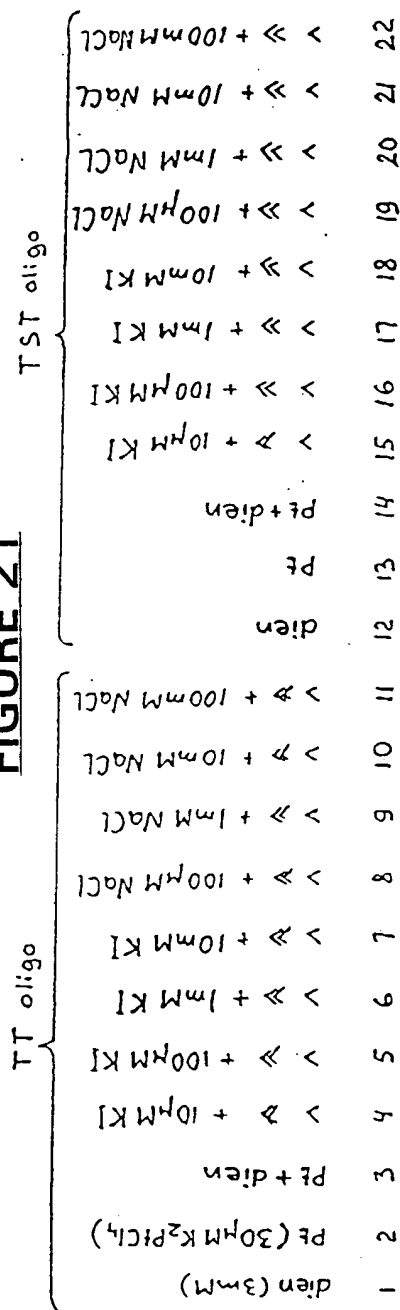 FIGURE 21
TT oligo
1 dien (3mM)
2 Pt (30µM K₂PtCl₄)
3 Pt + dien
4 > » + 10µM KI
5 > » + 100µM KI
6 > » + 1mM KI
7 > » + 10mM KI
8 > » + 100µM NaCl
9 > » + 1mM NaCl
10 > » + 10mM NaCl
11 > » + 100mM NaCl
TST oligo
12 dien
13 Pt
14 Pt + dien
15 > » + 10µM KI
16 > » + 100µM KI
17 > » + 1mM KI
18 > » + 10mM KI
19 > » + 100µM NaCl
20 > » + 1mM NaCl
21 > » + 10mM NaCl
22 > » + 100mM NaCl